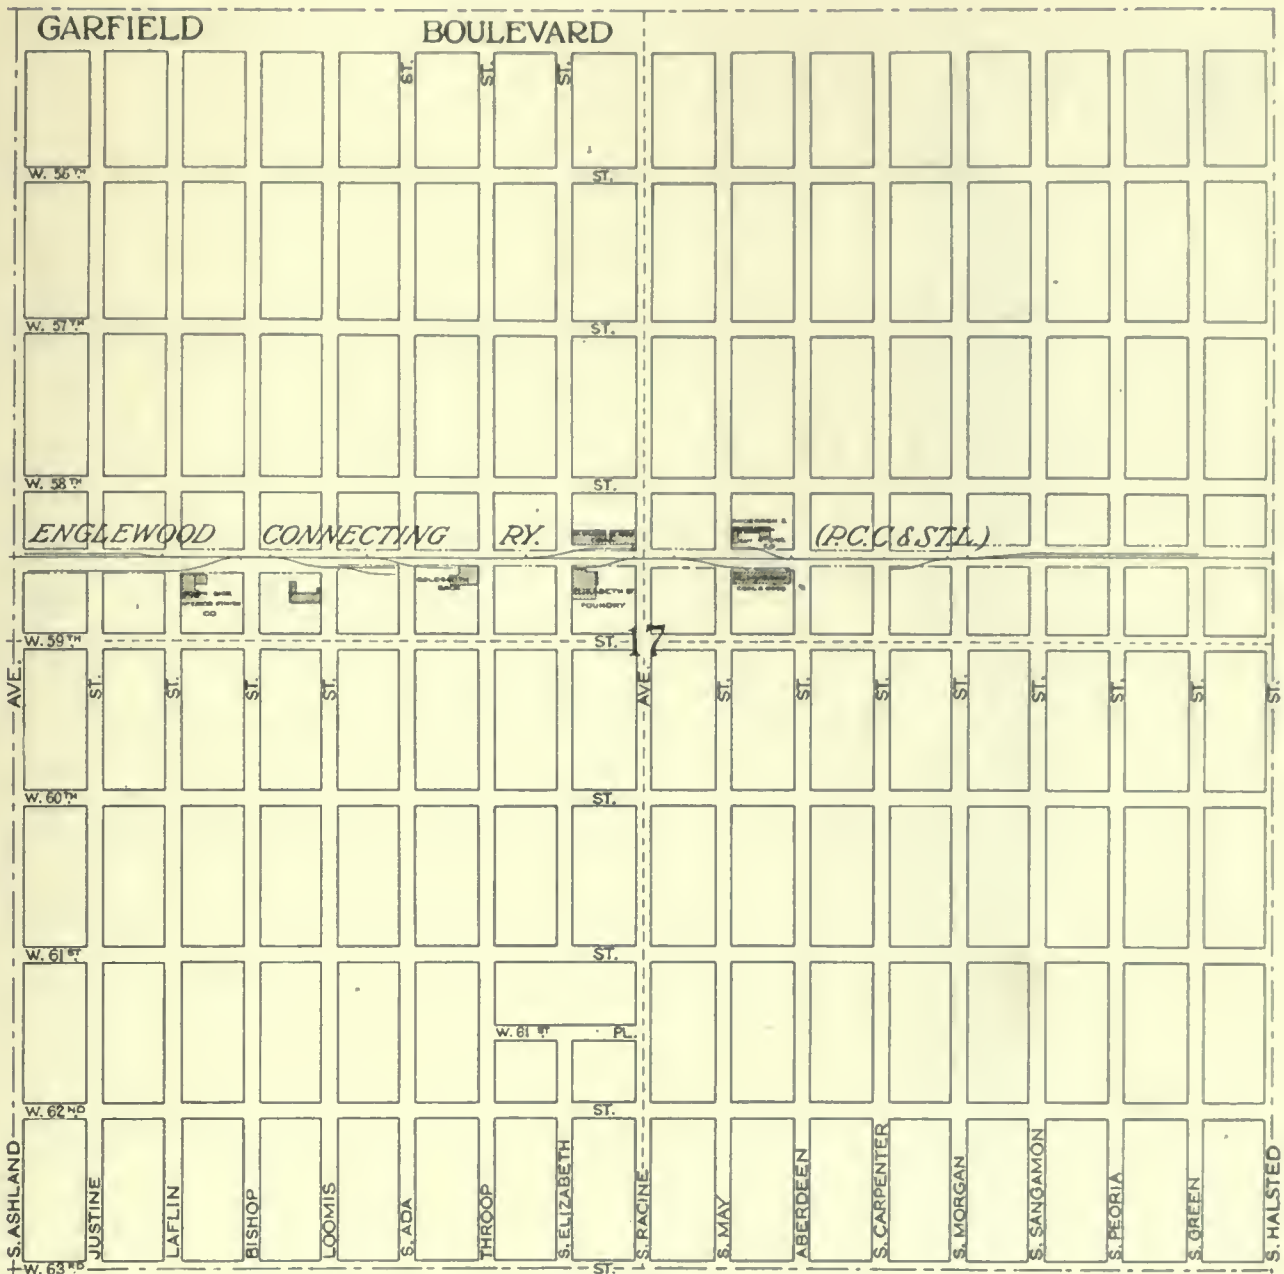 GARFIELD BOULEVARD
ST. ST. ST.
W. 56TH ST.
W. 57TH ST.
W. 58TH ST.
ENGLEWOOD CONNECTING RY. (P.C.C. & ST.L.)
ELIZABETH ST
FOUNDRY
CO
W. 59TH ST.
17
AVE. ST. ST. ST. ST. AVE. ST. ST. ST. ST. ST. ST. ST. ST.
W. 60TH ST.
W. 61ST ST.
W. 61ST PL.
W. 62ND ST.
S. ASHLAND
JUSTINE
LAFLIN
BISHOP
LOOMIS
S. ADA
THROOP
S. ELIZABETH
S. RACINE
S. MAY
ABERDEEN
S. CARPENTER
S. MORGAN
S. SANGAMON
S. PEORIA
S. GREEN
S. HALSTED
W. 63RD ST.